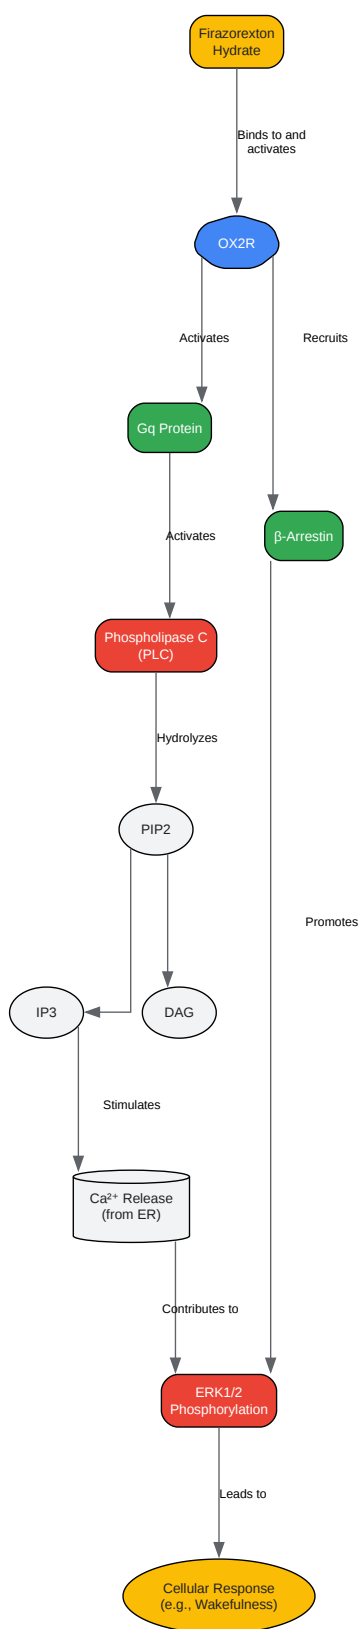 Firazorexton
Hydrate
Binds to and
activates
OX2R
Activates
Recruits
Gq Protein
Activates
β-Arrestin
Phospholipase C
(PLC)
Hydrolyzes
PIP2
Promotes
IP3
DAG
Stimulates
Ca²⁺ Release
(from ER)
Contributes to
ERK1/2
Phosphorylation
Leads to
Cellular Response
(e.g., Wakefulness)